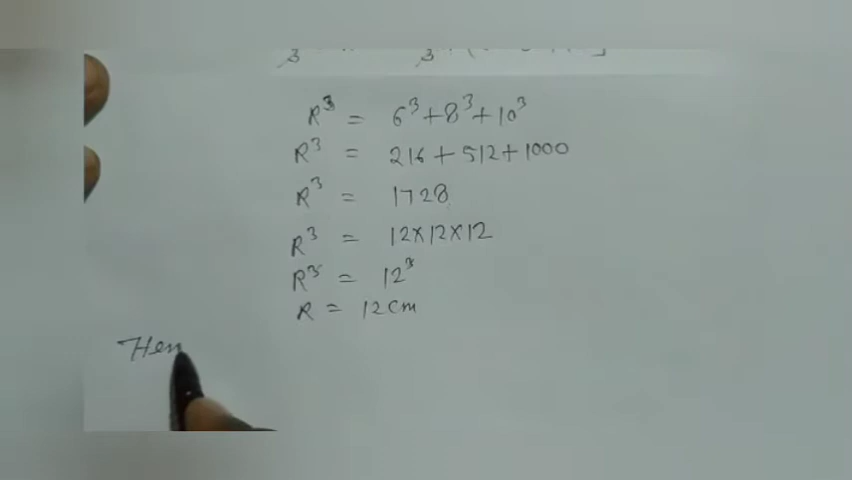 R³ = 6³+8³+10³
R³ = 216+512+1000
R³ = 1728
R³ = 12×12×12
R³ = 12³
R = 12cm
Hen